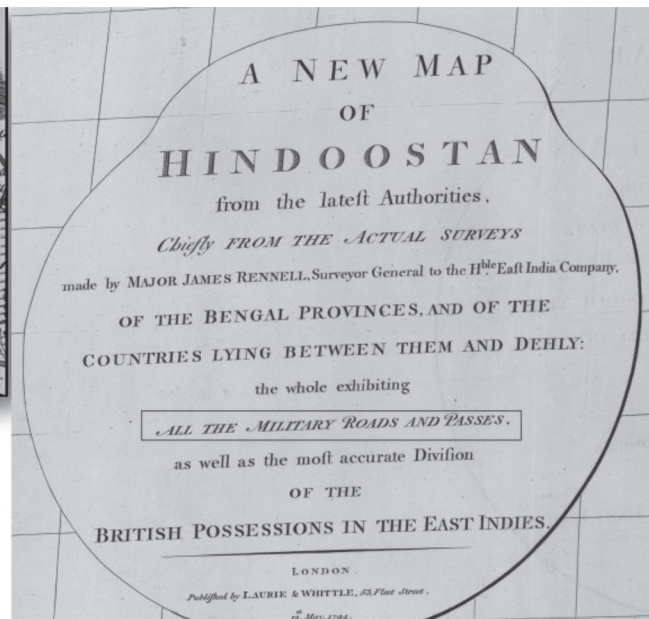 A NEW MAP
OF
HINDOOSTAN
from the lateſt Authorities,
Chiefly FROM THE ACTUAL SURVEYS
made by MAJOR JAMES RENNELL, Surveyor General to the Hble Eaſt India Company,
OF THE BENGAL PROVINCES, AND OF THE
COUNTRIES LYING BETWEEN THEM AND DEHLY:
the whole exhibiting
ALL THE MILITARY ROADS AND PASSES,
as well as the moſt accurate Diviſion
OF THE
BRITISH POSSESSIONS IN THE EAST INDIES.
LONDON.
Publiſhed by LAURIE & WHITTLE, 53, Fleet Street.
May, 1794.